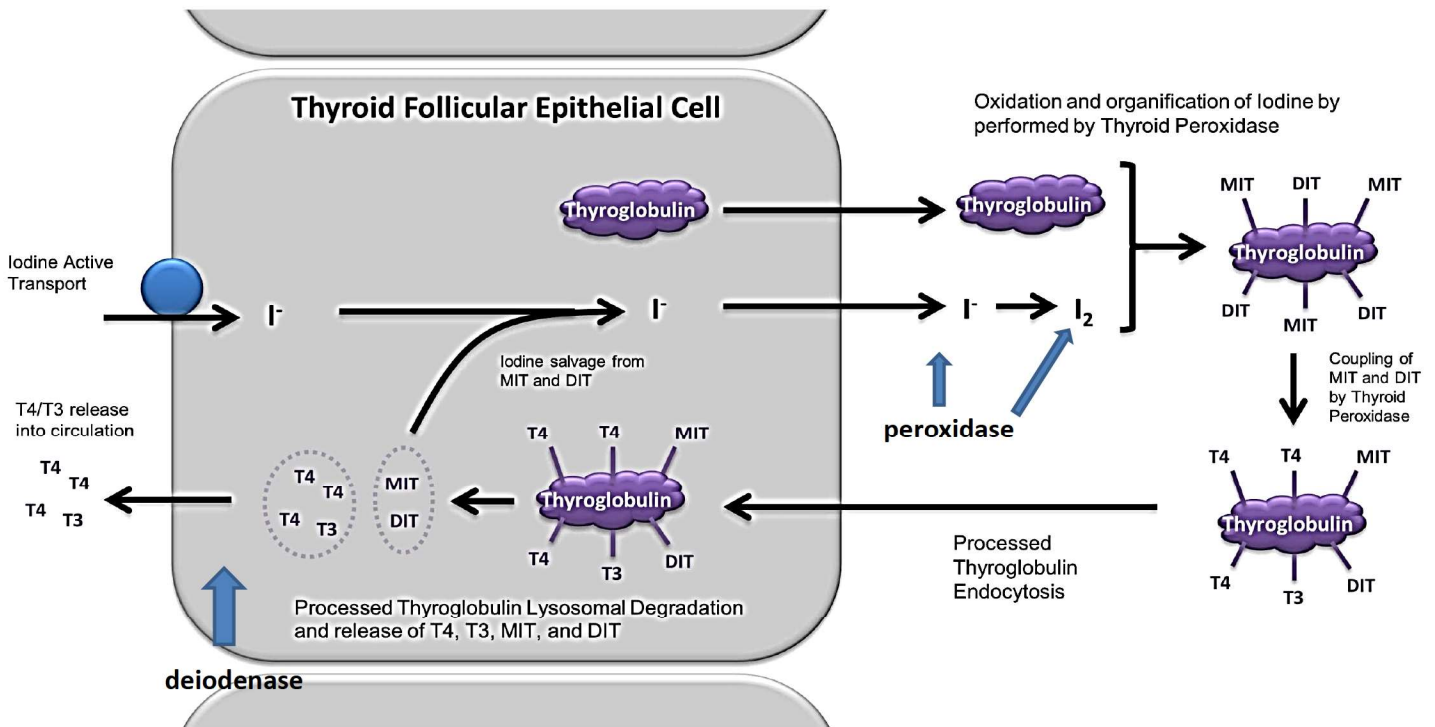 Thyroid Follicular Epithelial Cell
Oxidation and organification of Iodine by
performed by Thyroid Peroxidase
Thyroglobulin
Thyroglobulin
MIT
DIT
MIT
Thyroglobulin
DIT
MIT
DIT
Iodine Active
Transport
I-
I-
I-
I2
Iodine salvage from
MIT and DIT
peroxidase
Coupling of
MIT and DIT
by Thyroid
Peroxidase
T4/T3 release
into circulation
T4
T4
T4
T3
T4
T4
T4
T3
MIT
DIT
T4
T4
MIT
Thyroglobulin
T4
T3
DIT
T4
T4
MIT
Thyroglobulin
T4
T3
DIT
Processed
Thyroglobulin
Endocytosis
Processed Thyroglobulin Lysosomal Degradation
and release of T4, T3, MIT, and DIT
deiodenase